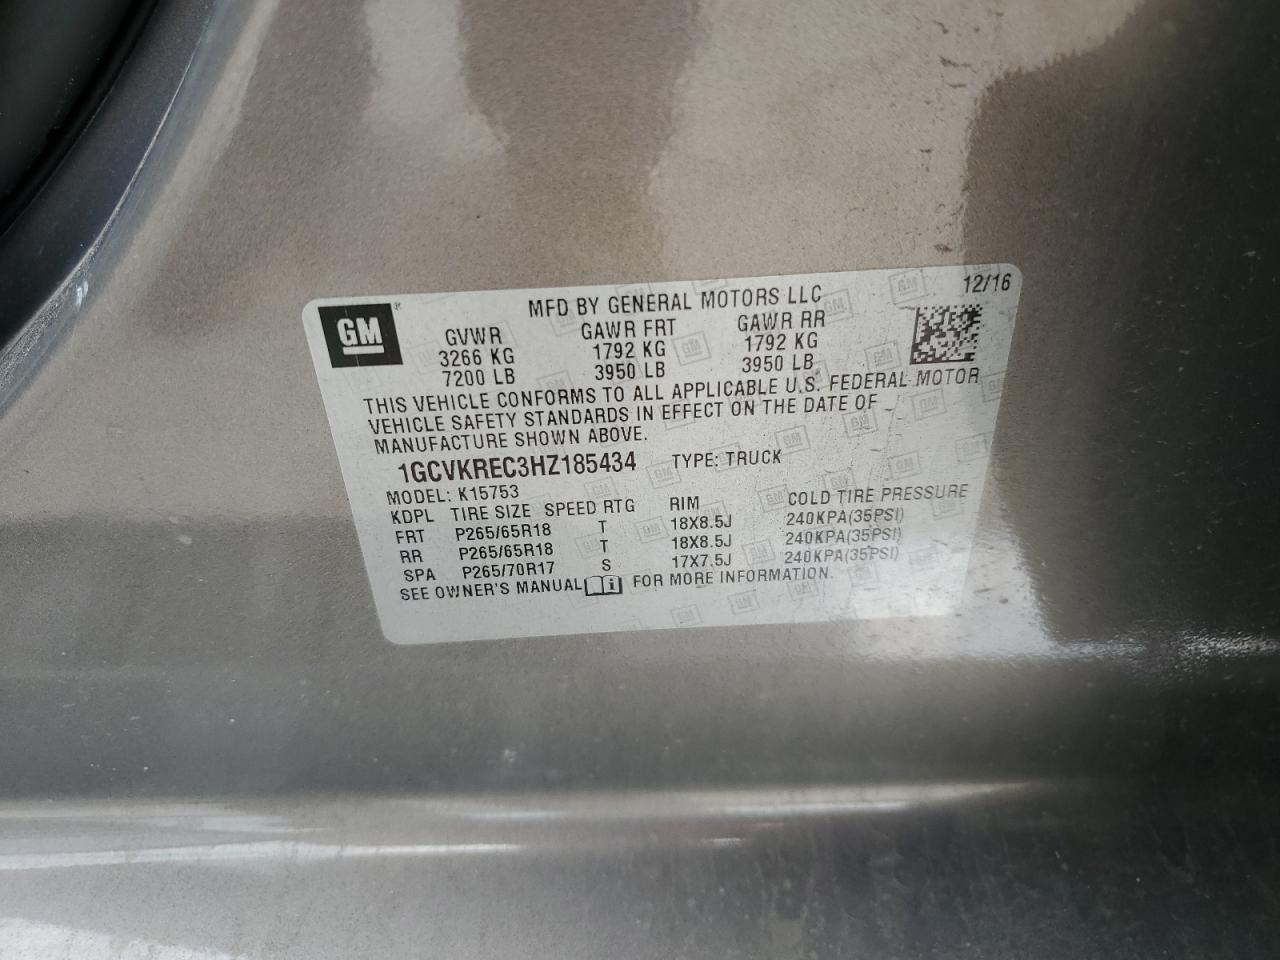 GM ®
MFD BY GENERAL MOTORS LLC 12/16
GVWR GAWR FRT GAWR RR
3266 KG 1792 KG 1792 KG
7200 LB 3950 LB 3950 LB
THIS VEHICLE CONFORMS TO ALL APPLICABLE U.S. FEDERAL MOTOR
VEHICLE SAFETY STANDARDS IN EFFECT ON THE DATE OF
MANUFACTURE SHOWN ABOVE.
1GCVKREC3HZ185434 TYPE: TRUCK
MODEL: K15753
KDPL TIRE SIZE SPEED RTG RIM COLD TIRE PRESSURE
FRT P265/65R18 T 18X8.5J 240KPA(35PSI)
RR P265/65R18 T 18X8.5J 240KPA(35PSI)
SPA P265/70R17 S 17X7.5J 240KPA(35PSI)
SEE OWNER'S MANUAL FOR MORE INFORMATION.